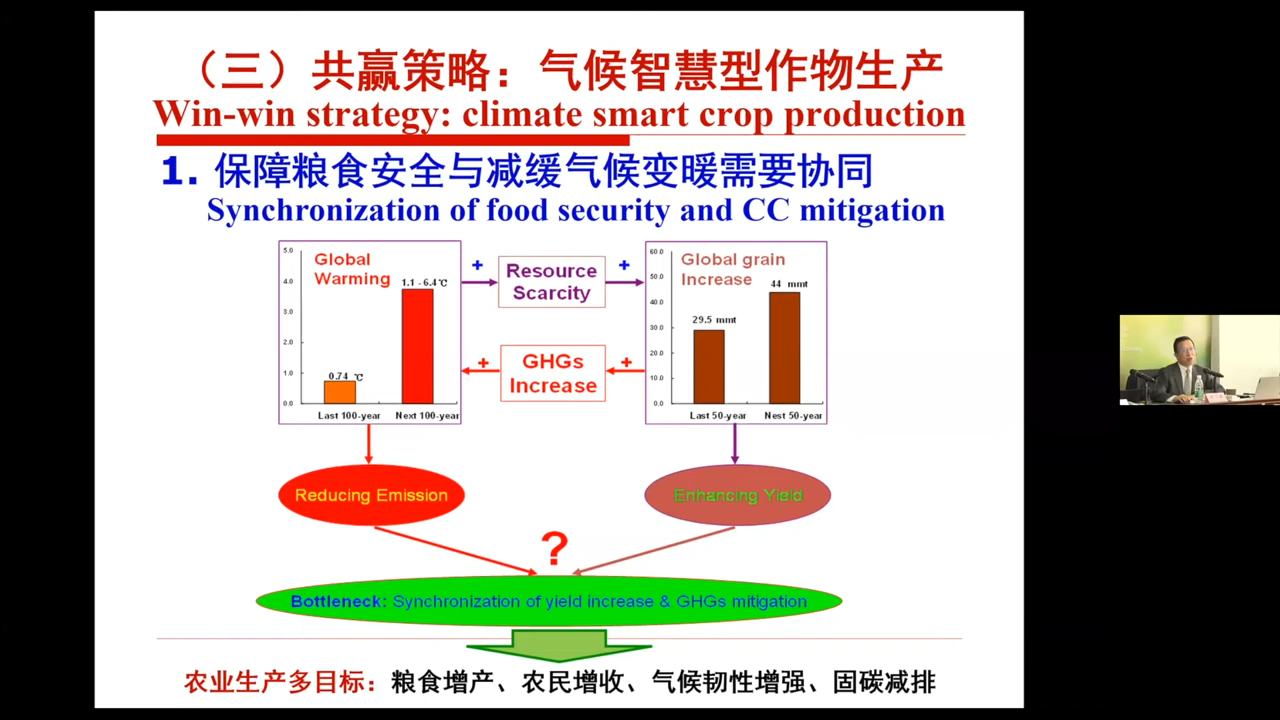 （三）共赢策略：气候智慧型作物生产
Win-win strategy: climate smart crop production
1. 保障粮食安全与减缓气候变暖需要协同
Synchronization of food security and CC mitigation
5.0
4.0
3.0
2.0
1.0
0.0
Global
Warming
1.1 - 6.4℃
0.74 ℃
Last 100-year
Next 100-year
+
Resource
Scarcity
+
+
GHGs
Increase
+
60.0
50.0
40.0
30.0
20.0
10.0
0.0
Global grain
Increase
44 mmt
29.5 mmt
Last 50-year
Nest 50-year
Reducing Emission
Enhancing Yield
?
Bottleneck: Synchronization of yield increase & GHGs mitigation
农业生产多目标：粮食增产、农民增收、气候韧性增强、固碳减排